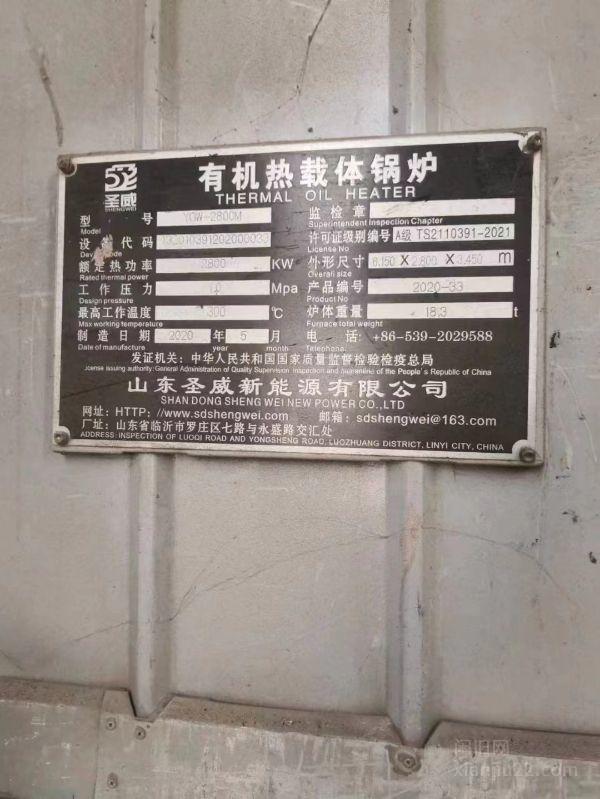 圣威
SHENGWEI
有机热载体锅炉
THERMAL OIL HEATER
型号 YQW-2800M 监检章
Model Superintendent Inspection Chapter
设 代码 许可证级别编号 A级 TS2110391-2021
License No
额定热功率 2800 KW 外形尺寸 8.150 X 2.800 X 3.450 m
Rated thermal power Overall size
工作压力 Mpa 产品编号 2020-33
Design pressure Product No
最高工作温度 300 ℃ 炉体重量 18.3 t
Max working temperature Furnace total weight
制造日期 2020 年 5 月 电 话: +86-539-2029588
Date of manufacture year month Telephone:
发证机关: 中华人民共和国国家质量监督检验检疫总局
License issuing authority: General Administration of Quality Supervision Inspection and Quarantine of the People's Republic of China
山东圣威新能源有限公司
SHANDONG SHENG WEI NEW POWER CO.,LTD
网址: HTTP: //www.sdshengwei.com 邮箱: sdshengwei@163.com
厂址: 山东省临沂市罗庄区七路与永盛路交汇处
ADDRESS: INSPECTION OF LUOQI ROAD AND YONGSHENG ROAD, LUOZHUANG DISTRICT, LINYI CITY, CHINA
闲旧网
xianjiu22.com